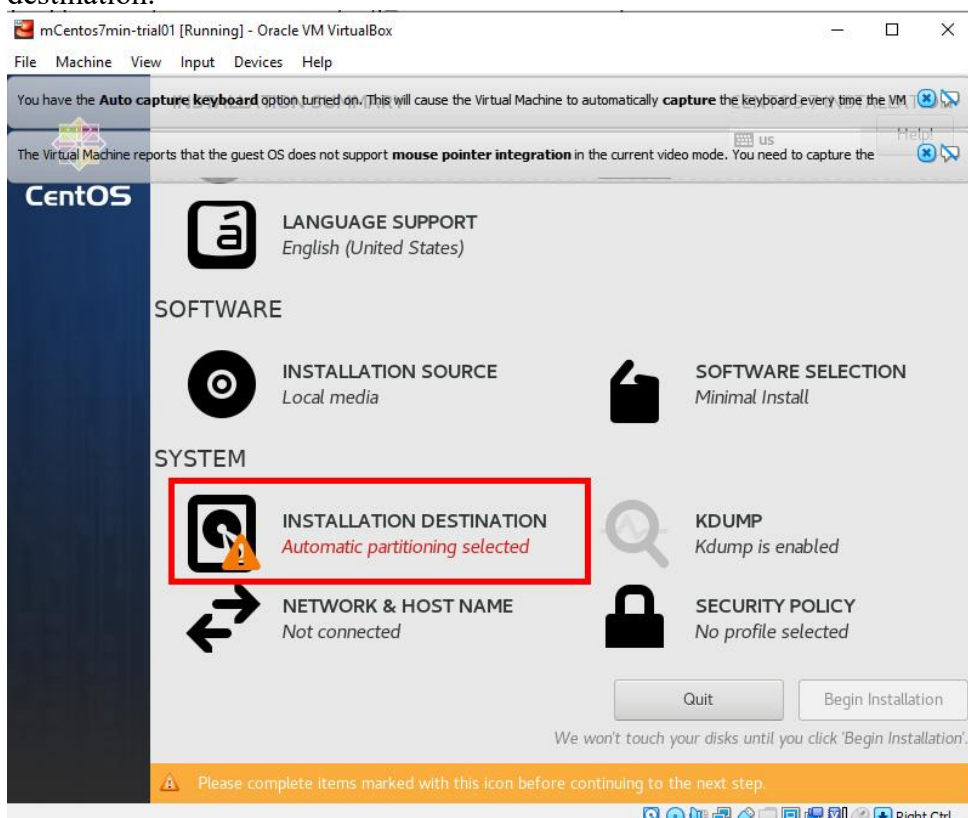 destination.
mCentos7min-trial01 [Running] - Oracle VM VirtualBox
File Machine View Input Devices Help
You have the Auto capture keyboard option turned on. This will cause the Virtual Machine to automatically capture the keyboard every time the VM
INSTALLATION SUMMARY
CENTOS 7 INSTALLATION
us
Help!
The Virtual Machine reports that the guest OS does not support mouse pointer integration in the current video mode. You need to capture the
CentOS
á
LANGUAGE SUPPORT
English (United States)
SOFTWARE
INSTALLATION SOURCE
Local media
SOFTWARE SELECTION
Minimal Install
SYSTEM
INSTALLATION DESTINATION
Automatic partitioning selected
KDUMP
Kdump is enabled
NETWORK & HOST NAME
Not connected
SECURITY POLICY
No profile selected
Quit
Begin Installation
We won't touch your disks until you click 'Begin Installation'.
Please complete items marked with this icon before continuing to the next step.
Right Ctrl